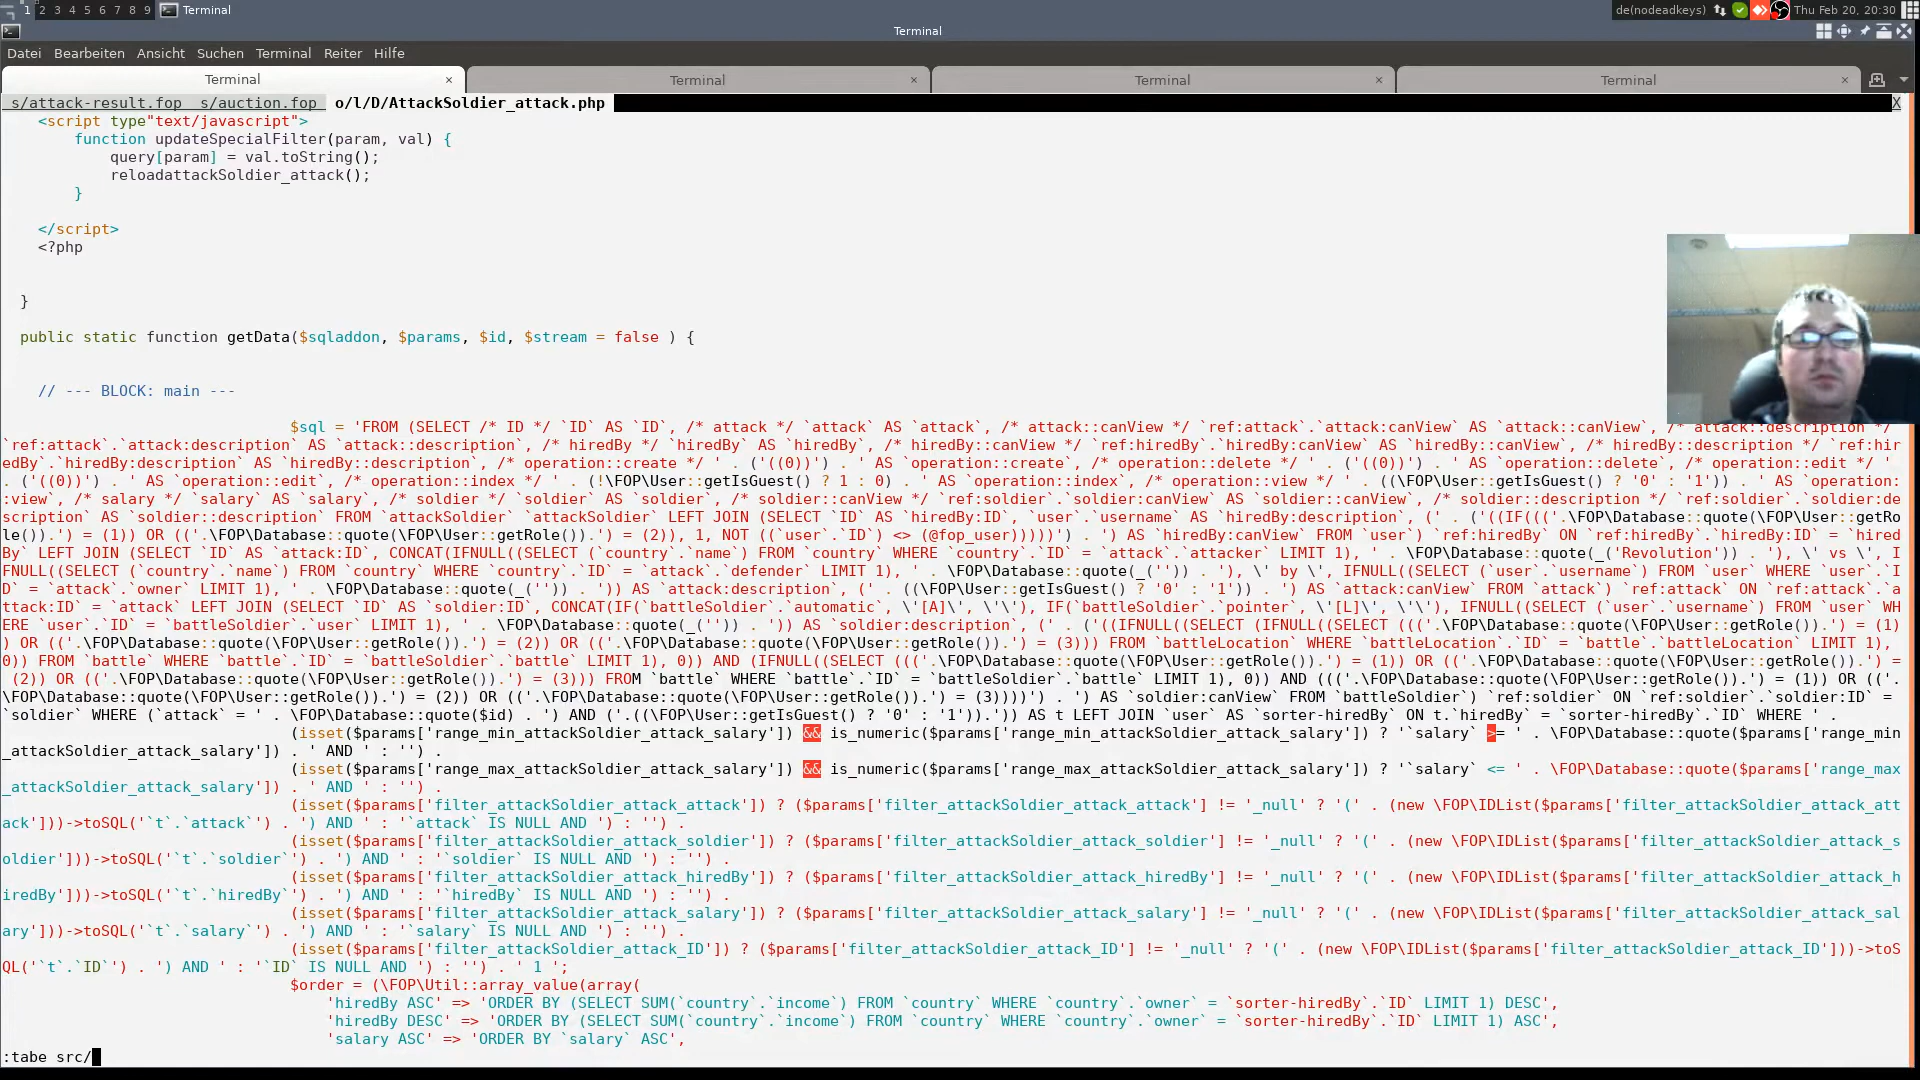 1 2 3 4 5 6 7 8 9 Terminal de(nodeadkeys) Thu Feb 20, 20:30
Terminal
Datei Bearbeiten Ansicht Suchen Terminal Reiter Hilfe
Terminal × Terminal × Terminal × Terminal ×
s/attack-result.fop s/auction.fop o/l/D/AttackSoldier_attack.php X
<script type"text/javascript">
function updateSpecialFilter(param, val) {
query[param] = val.toString();
reloadattackSoldier_attack();
}
</script>
<?php
}
public static function getData($sqladdon, $params, $id, $stream = false ) {
// --- BLOCK: main ---
$sql = 'FROM (SELECT /* ID */ `ID` AS `ID`, /* attack */ `attack` AS `attack`, /* attack::canView */ `ref:attack`.`attack:canView` AS `attack::canView`, /* attack::description */
`ref:attack`.`attack:description` AS `attack::description`, /* hiredBy */ `hiredBy` AS `hiredBy`, /* hiredBy::canView */ `ref:hiredBy`.`hiredBy:canView` AS `hiredBy::canView`, /* hiredBy::description */ `ref:hir
edBy`.`hiredBy:description` AS `hiredBy::description`, /* operation::create */ ' . ('((0))') . ' AS `operation::create`, /* operation::delete */ ' . ('((0))') . ' AS `operation::delete`, /* operation::edit */ '
. ('((0))') . ' AS `operation::edit`, /* operation::index */ ' . (!\FOP\User::getIsGuest() ? 1 : 0) . ' AS `operation::index`, /* operation::view */ ' . ((\FOP\User::getIsGuest() ? '0' : '1')) . ' AS `operation:
:view`, /* salary */ `salary` AS `salary`, /* soldier */ `soldier` AS `soldier`, /* soldier::canView */ `ref:soldier`.`soldier:canView` AS `soldier::canView`, /* soldier::description */ `ref:soldier`.`soldier:de
scription` AS `soldier::description` FROM `attackSoldier` `attackSoldier` LEFT JOIN (SELECT `ID` AS `hiredBy:ID`, `user`.`username` AS `hiredBy:description`, (' . ('((IF((('.\FOP\Database::quote(\FOP\User::getRo
le()).') = (1)) OR (('.\FOP\Database::quote(\FOP\User::getRole()).') = (2)), 1, NOT ((`user`.`ID`) <> (@fop_user)))))') . ') AS `hiredBy:canView` FROM `user`) `ref:hiredBy` ON `ref:hiredBy`.`hiredBy:ID` = `hired
By` LEFT JOIN (SELECT `ID` AS `attack:ID`, CONCAT(IFNULL((SELECT (`country`.`name`) FROM `country` WHERE `country`.`ID` = `attack`.`attacker` LIMIT 1), ' . \FOP\Database::quote(_('Revolution')) . '), \' vs \', I
FNULL((SELECT (`country`.`name`) FROM `country` WHERE `country`.`ID` = `attack`.`defender` LIMIT 1), ' . \FOP\Database::quote(_('')) . '), \' by \', IFNULL((SELECT (`user`.`username`) FROM `user` WHERE `user`.`I
D` = `attack`.`owner` LIMIT 1), ' . \FOP\Database::quote(_('')) . ')) AS `attack:description`, (' . ((\FOP\User::getIsGuest() ? '0' : '1')) . ') AS `attack:canView` FROM `attack`) `ref:attack` ON `ref:attack`.`a
ttack:ID` = `attack` LEFT JOIN (SELECT `ID` AS `soldier:ID`, CONCAT(IF(`battleSoldier`.`automatic`, \'[A]\', \'\'), IF(`battleSoldier`.`pointer`, \'[L]\', \'\'), IFNULL((SELECT (`user`.`username`) FROM `user` WH
ERE `user`.`ID` = `battleSoldier`.`user` LIMIT 1), ' . \FOP\Database::quote(_('')) . ')) AS `soldier:description`, (' . ('((IFNULL((SELECT (IFNULL((SELECT ((('.\FOP\Database::quote(\FOP\User::getRole()).') = (1)
) OR (('.\FOP\Database::quote(\FOP\User::getRole()).') = (2)) OR (('.\FOP\Database::quote(\FOP\User::getRole()).') = (3))) FROM `battleLocation` WHERE `battleLocation`.`ID` = `battle`.`battleLocation` LIMIT 1),
0)) FROM `battle` WHERE `battle`.`ID` = `battleSoldier`.`battle` LIMIT 1), 0)) AND (IFNULL((SELECT ((('.\FOP\Database::quote(\FOP\User::getRole()).') = (1)) OR (('.\FOP\Database::quote(\FOP\User::getRole()).') =
(2)) OR (('.\FOP\Database::quote(\FOP\User::getRole()).') = (3))) FROM `battle` WHERE `battle`.`ID` = `battleSoldier`.`battle` LIMIT 1), 0)) AND ((('.\FOP\Database::quote(\FOP\User::getRole()).') = (1)) OR (('.
\FOP\Database::quote(\FOP\User::getRole()).') = (2)) OR (('.\FOP\Database::quote(\FOP\User::getRole()).') = (3))))') . ') AS `soldier:canView` FROM `battleSoldier`) `ref:soldier` ON `ref:soldier`.`soldier:ID` =
`soldier` WHERE (`attack` = ' . \FOP\Database::quote($id) . ') AND ('.((\FOP\User::getIsGuest() ? '0' : '1')).')) AS t LEFT JOIN `user` AS `sorter-hiredBy` ON t.`hiredBy` = `sorter-hiredBy`.`ID` WHERE ' .
(isset($params['range_min_attackSoldier_attack_salary']) && is_numeric($params['range_min_attackSoldier_attack_salary']) ? '`salary` >= ' . \FOP\Database::quote($params['range_min
_attackSoldier_attack_salary']) . ' AND ' : '') .
(isset($params['range_max_attackSoldier_attack_salary']) && is_numeric($params['range_max_attackSoldier_attack_salary']) ? '`salary` <= ' . \FOP\Database::quote($params['range_max
_attackSoldier_attack_salary']) . ' AND ' : '') .
(isset($params['filter_attackSoldier_attack_attack']) ? ($params['filter_attackSoldier_attack_attack'] != '_null' ? '(' . (new \FOP\IDList($params['filter_attackSoldier_attack_att
ack']))->toSQL('`t`.`attack`') . ') AND ' : '`attack` IS NULL AND ') : '') .
(isset($params['filter_attackSoldier_attack_soldier']) ? ($params['filter_attackSoldier_attack_soldier'] != '_null' ? '(' . (new \FOP\IDList($params['filter_attackSoldier_attack_s
oldier']))->toSQL('`t`.`soldier`') . ') AND ' : '`soldier` IS NULL AND ') : '') .
(isset($params['filter_attackSoldier_attack_hiredBy']) ? ($params['filter_attackSoldier_attack_hiredBy'] != '_null' ? '(' . (new \FOP\IDList($params['filter_attackSoldier_attack_h
iredBy']))->toSQL('`t`.`hiredBy`') . ') AND ' : '`hiredBy` IS NULL AND ') : '') .
(isset($params['filter_attackSoldier_attack_salary']) ? ($params['filter_attackSoldier_attack_salary'] != '_null' ? '(' . (new \FOP\IDList($params['filter_attackSoldier_attack_sal
ary']))->toSQL('`t`.`salary`') . ') AND ' : '`salary` IS NULL AND ') : '') .
(isset($params['filter_attackSoldier_attack_ID']) ? ($params['filter_attackSoldier_attack_ID'] != '_null' ? '(' . (new \FOP\IDList($params['filter_attackSoldier_attack_ID']))->toS
QL('`t`.`ID`') . ') AND ' : '`ID` IS NULL AND ') : '') . ' 1 ';
$order = (\FOP\Util::array_value(array(
'hiredBy ASC' => 'ORDER BY (SELECT SUM(`country`.`income`) FROM `country` WHERE `country`.`owner` = `sorter-hiredBy`.`ID` LIMIT 1) DESC',
'hiredBy DESC' => 'ORDER BY (SELECT SUM(`country`.`income`) FROM `country` WHERE `country`.`owner` = `sorter-hiredBy`.`ID` LIMIT 1) ASC',
'salary ASC' => 'ORDER BY `salary` ASC',
:tabe src/